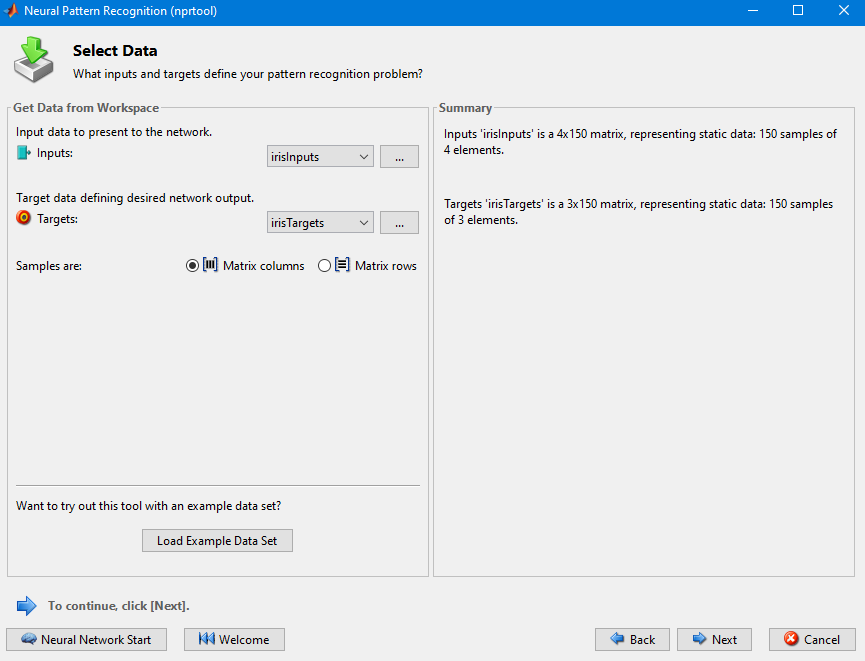 Neural Pattern Recognition (nprtool)
Select Data
What inputs and targets define your pattern recognition problem?
Get Data from Workspace
Input data to present to the network.
Inputs:
irisInputs
...
Target data defining desired network output.
Targets:
irisTargets
...
Samples are:
Matrix columns
Matrix rows
Want to try out this tool with an example data set?
Load Example Data Set
Summary
Inputs 'irisInputs' is a 4x150 matrix, representing static data: 150 samples of
4 elements.
Targets 'irisTargets' is a 3x150 matrix, representing static data: 150 samples
of 3 elements.
To continue, click [Next].
Neural Network Start
Welcome
Back
Next
Cancel